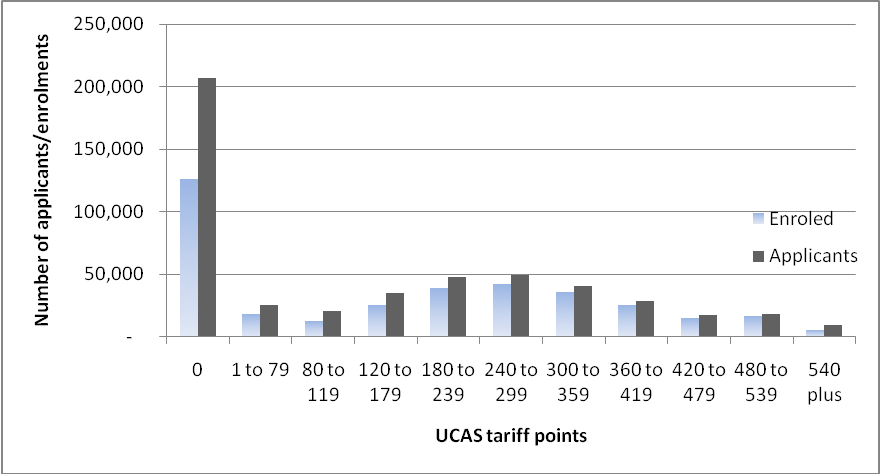 Number of applicants/enrolments
250,000
200,000
150,000
100,000
50,000
-
Enroled
Applicants
0 1 to 79 80 to 120 to 180 to 240 to 300 to 360 to 420 to 480 to 540
119 179 239 299 359 419 479 539 plus
UCAS tariff points